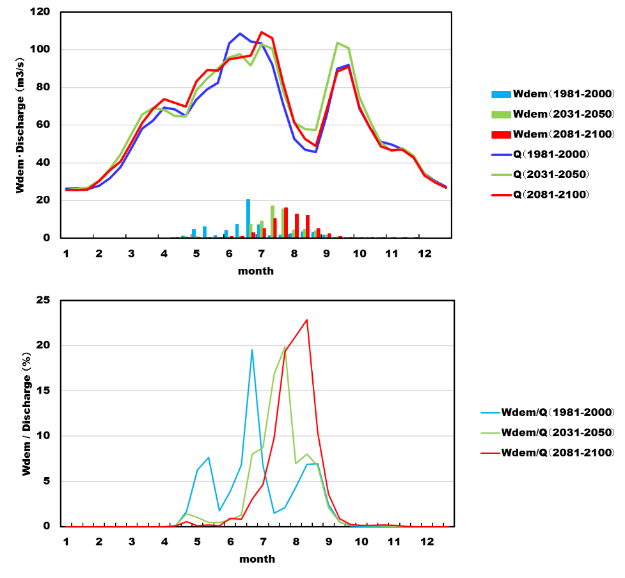 120
100
80
60
40
20
0
Wdem・Discharge (m3/s)
1 2 3 4 5 6 7 8 9 10 11 12
month
Wdem(1981-2000)
Wdem(2031-2050)
Wdem(2081-2100)
Q(1981-2000)
Q(2031-2050)
Q(2081-2100)
25
20
15
10
5
0
Wdem / Discharge (%)
1 2 3 4 5 6 7 8 9 10 11 12
month
Wdem/Q(1981-2000)
Wdem/Q(2031-2050)
Wdem/Q(2081-2100)